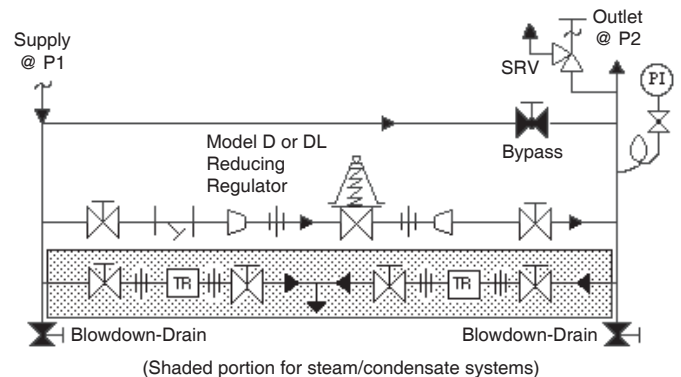 Supply
@ P1
Outlet
@ P2
SRV
PI
Bypass
Model D or DL
Reducing
Regulator
TR
TR
Blowdown-Drain
Blowdown-Drain
(Shaded portion for steam/condensate systems)